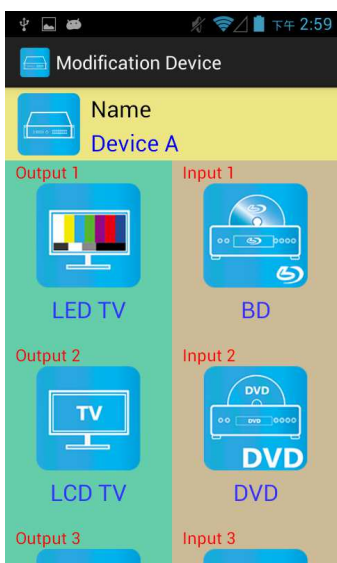 下午 2:59
Modification Device
Name
Device A
Output 1
Input 1
LED TV
BD
Output 2
Input 2
TV
DVD
DVD
DVD
LCD TV
DVD
Output 3
Input 3